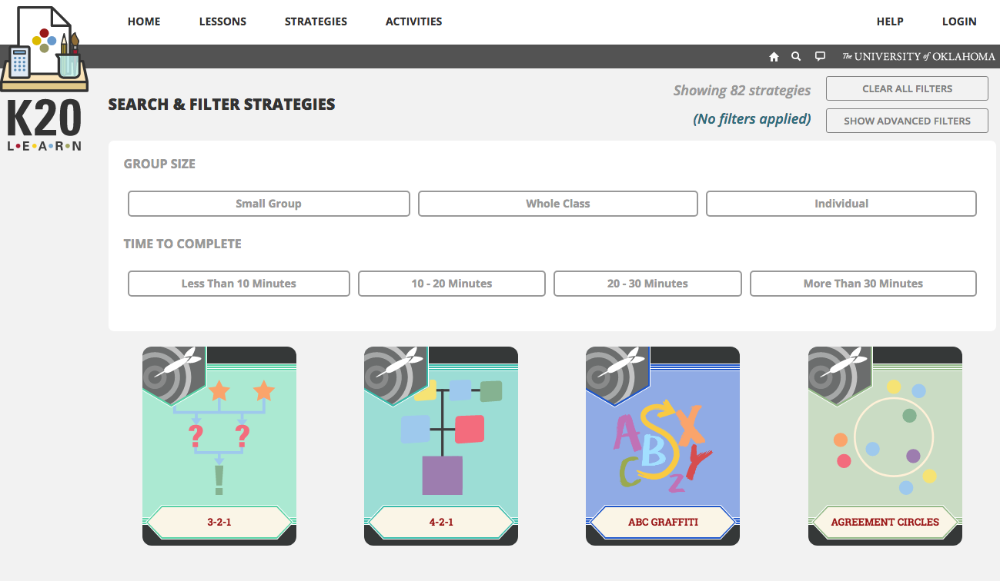 HOME LESSONS STRATEGIES ACTIVITIES HELP LOGIN
The UNIVERSITY of OKLAHOMA
K20
L•E•A•R•N
SEARCH & FILTER STRATEGIES
Showing 82 strategies
(No filters applied)
CLEAR ALL FILTERS
SHOW ADVANCED FILTERS
GROUP SIZE
Small Group Whole Class Individual
TIME TO COMPLETE
Less Than 10 Minutes 10 - 20 Minutes 20 - 30 Minutes More Than 30 Minutes
? ? !
A B C X Y Z
3-2-1 4-2-1 ABC GRAFFITI AGREEMENT CIRCLES